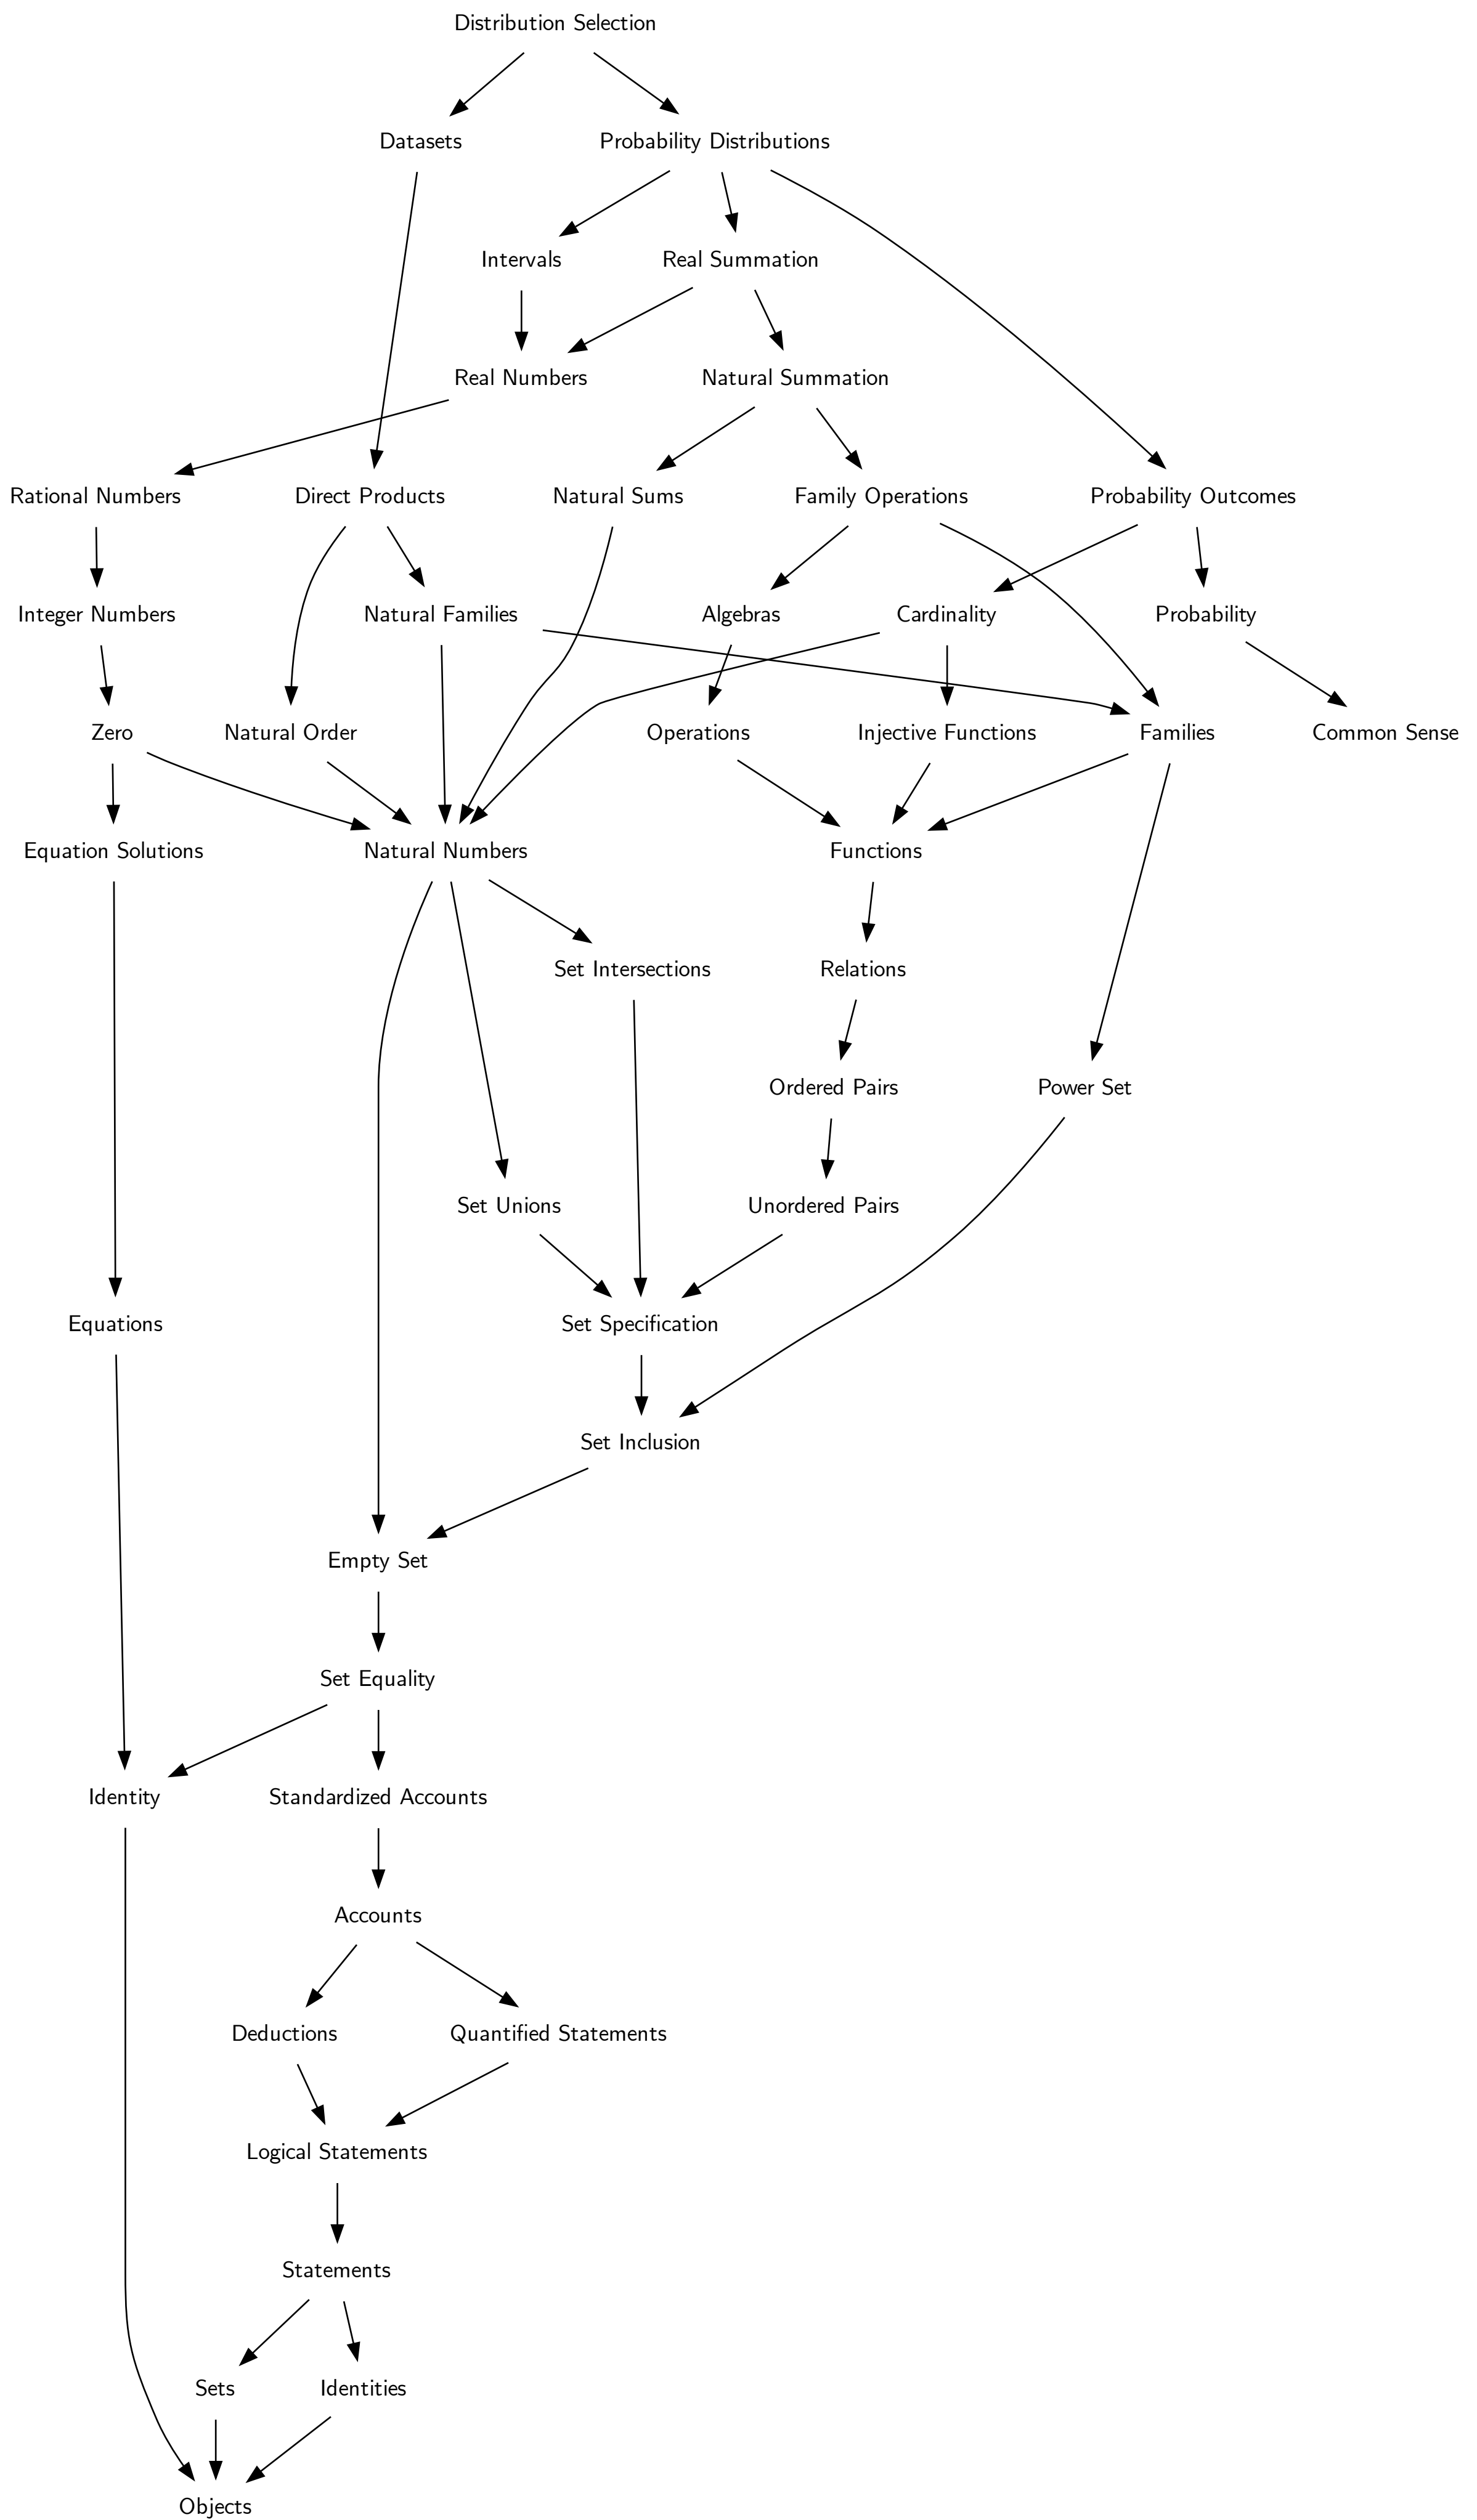 Distribution Selection
Datasets
Probability Distributions
Intervals
Real Summation
Real Numbers
Natural Summation
Rational Numbers
Direct Products
Natural Sums
Family Operations
Probability Outcomes
Integer Numbers
Natural Families
Algebras
Cardinality
Probability
Zero
Natural Order
Operations
Injective Functions
Families
Common Sense
Equation Solutions
Natural Numbers
Functions
Set Intersections
Relations
Ordered Pairs
Power Set
Set Unions
Unordered Pairs
Equations
Set Specification
Set Inclusion
Empty Set
Set Equality
Identity
Standardized Accounts
Accounts
Deductions
Quantified Statements
Logical Statements
Statements
Sets
Identities
Objects